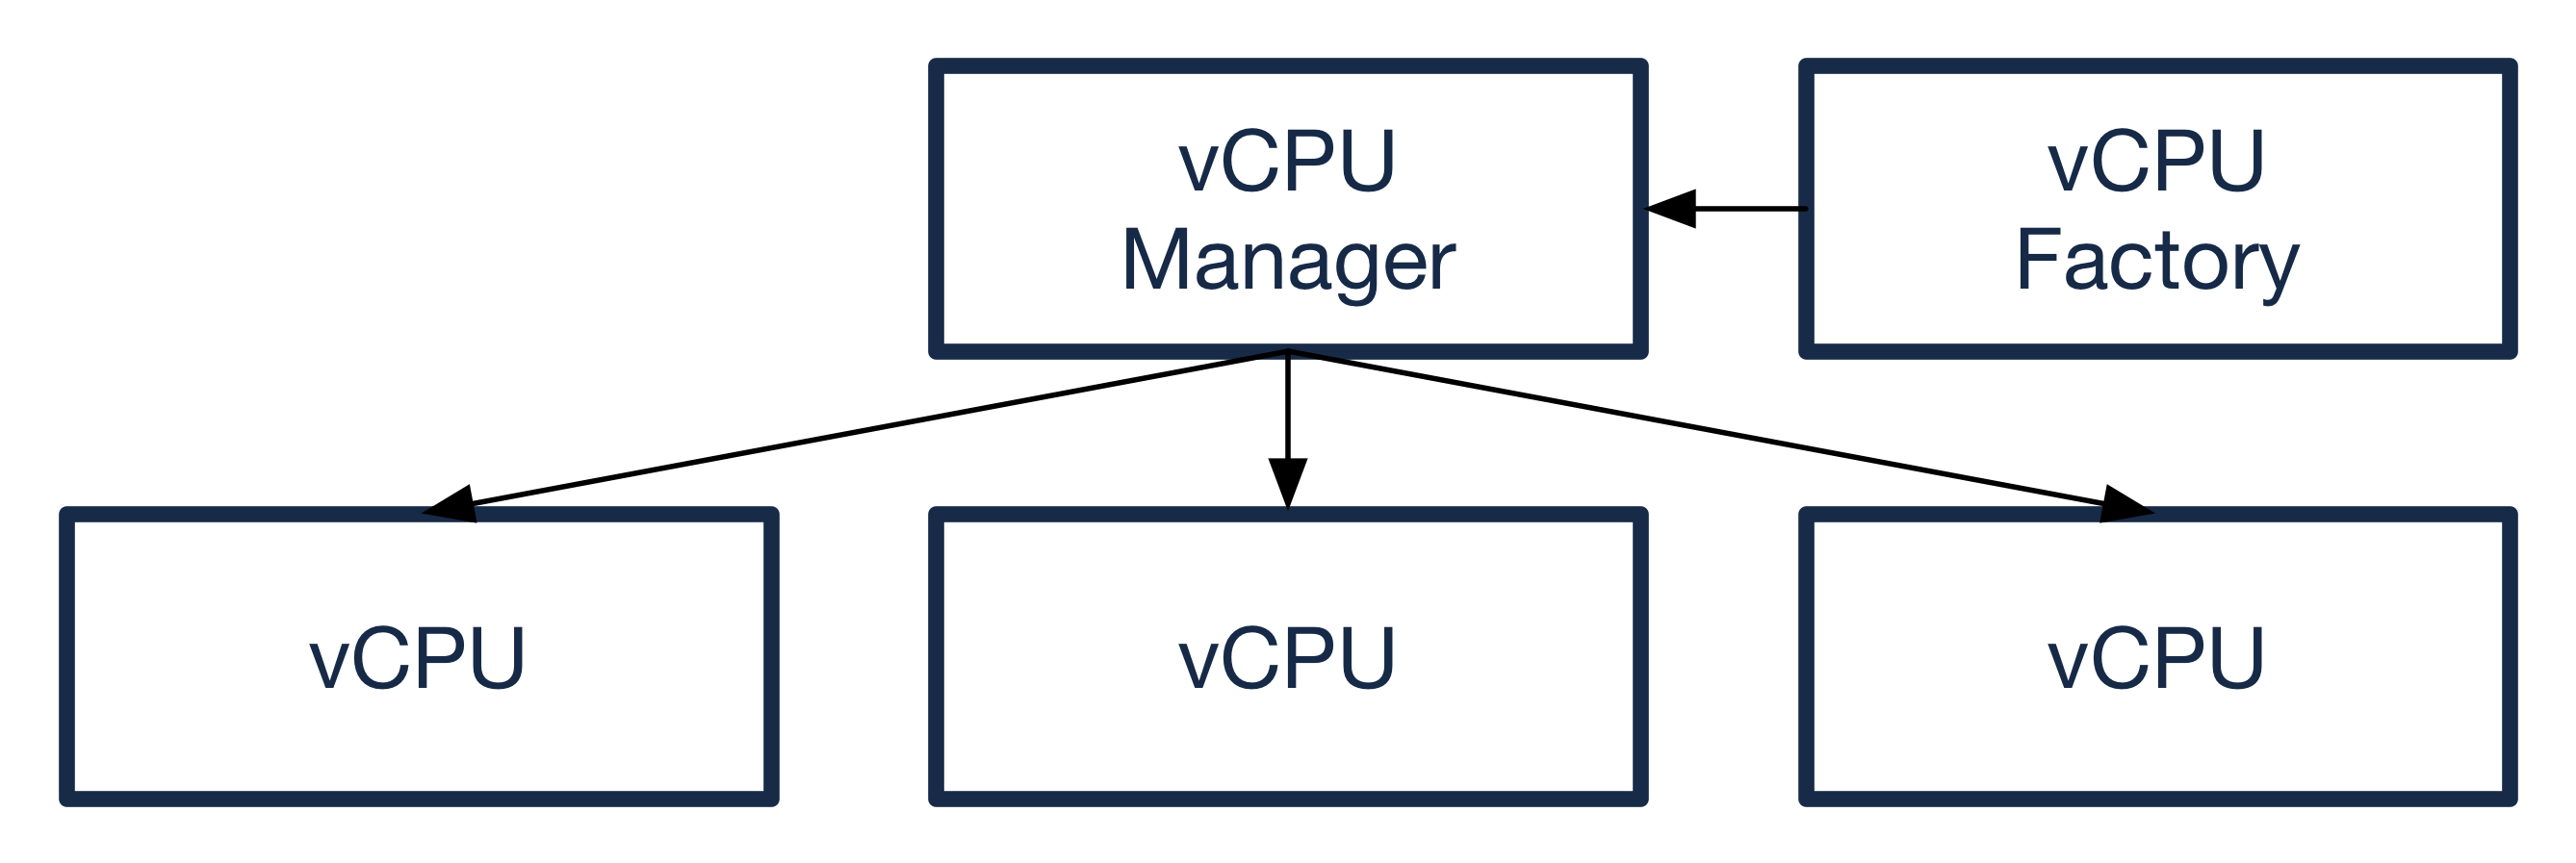 vCPU
Manager
vCPU
Factory
vCPU
vCPU
vCPU